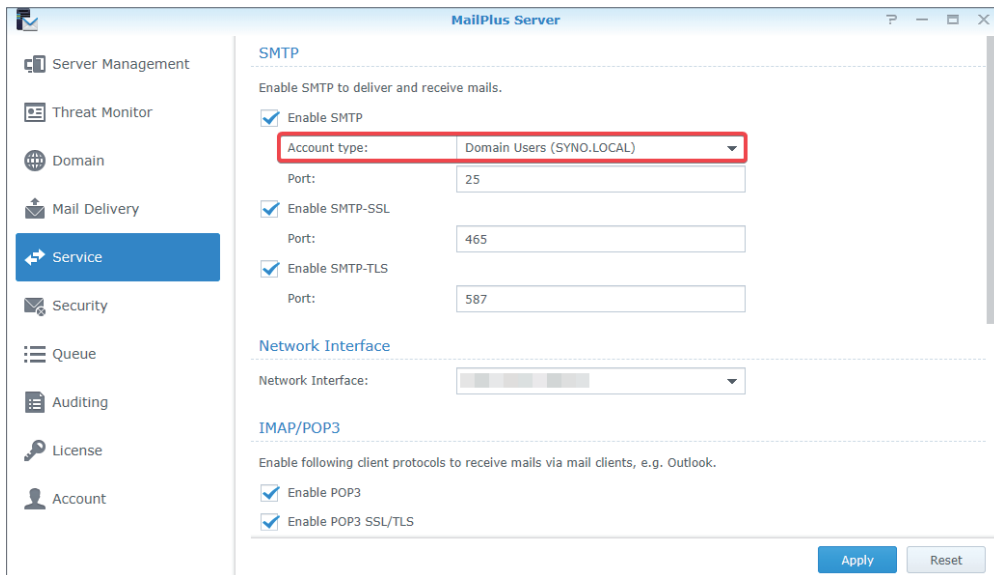 MailPlus Server
Server Management
Threat Monitor
Domain
Mail Delivery
Service
Security
Queue
Auditing
License
Account
SMTP
Enable SMTP to deliver and receive mails.
Enable SMTP
Account type: Domain Users (SYNO.LOCAL)
Port: 25
Enable SMTP-SSL
Port: 465
Enable SMTP-TLS
Port: 587
Network Interface
Network Interface:
IMAP/POP3
Enable following client protocols to receive mails via mail clients, e.g. Outlook.
Enable POP3
Enable POP3 SSL/TLS
Apply Reset